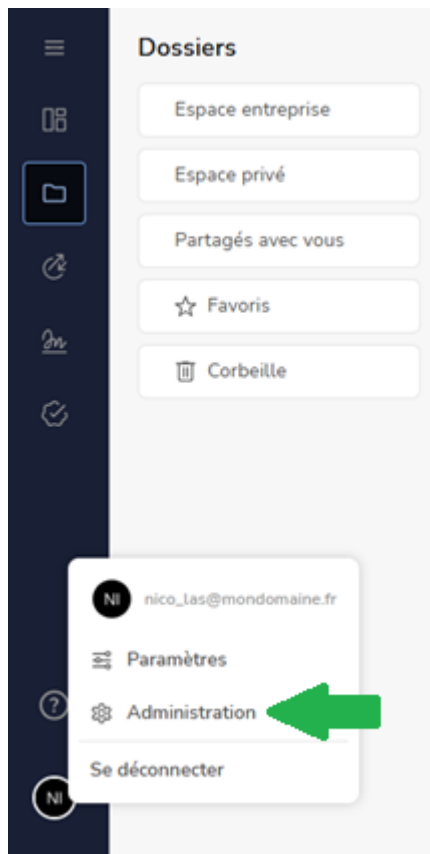 Dossiers
Espace entreprise
Espace privé
Partagés avec vous
Favoris
Corbeille
NI nico_las@mondomaine.fr
Paramètres
Administration
Se déconnecter
NI